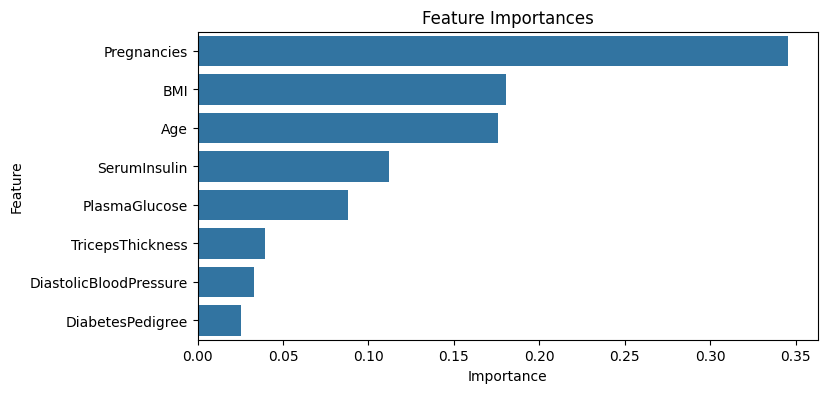 Feature Importances
Feature
Pregnancies
BMI
Age
SerumInsulin
PlasmaGlucose
TricepsThickness
DiastolicBloodPressure
DiabetesPedigree
0.00 0.05 0.10 0.15 0.20 0.25 0.30 0.35
Importance